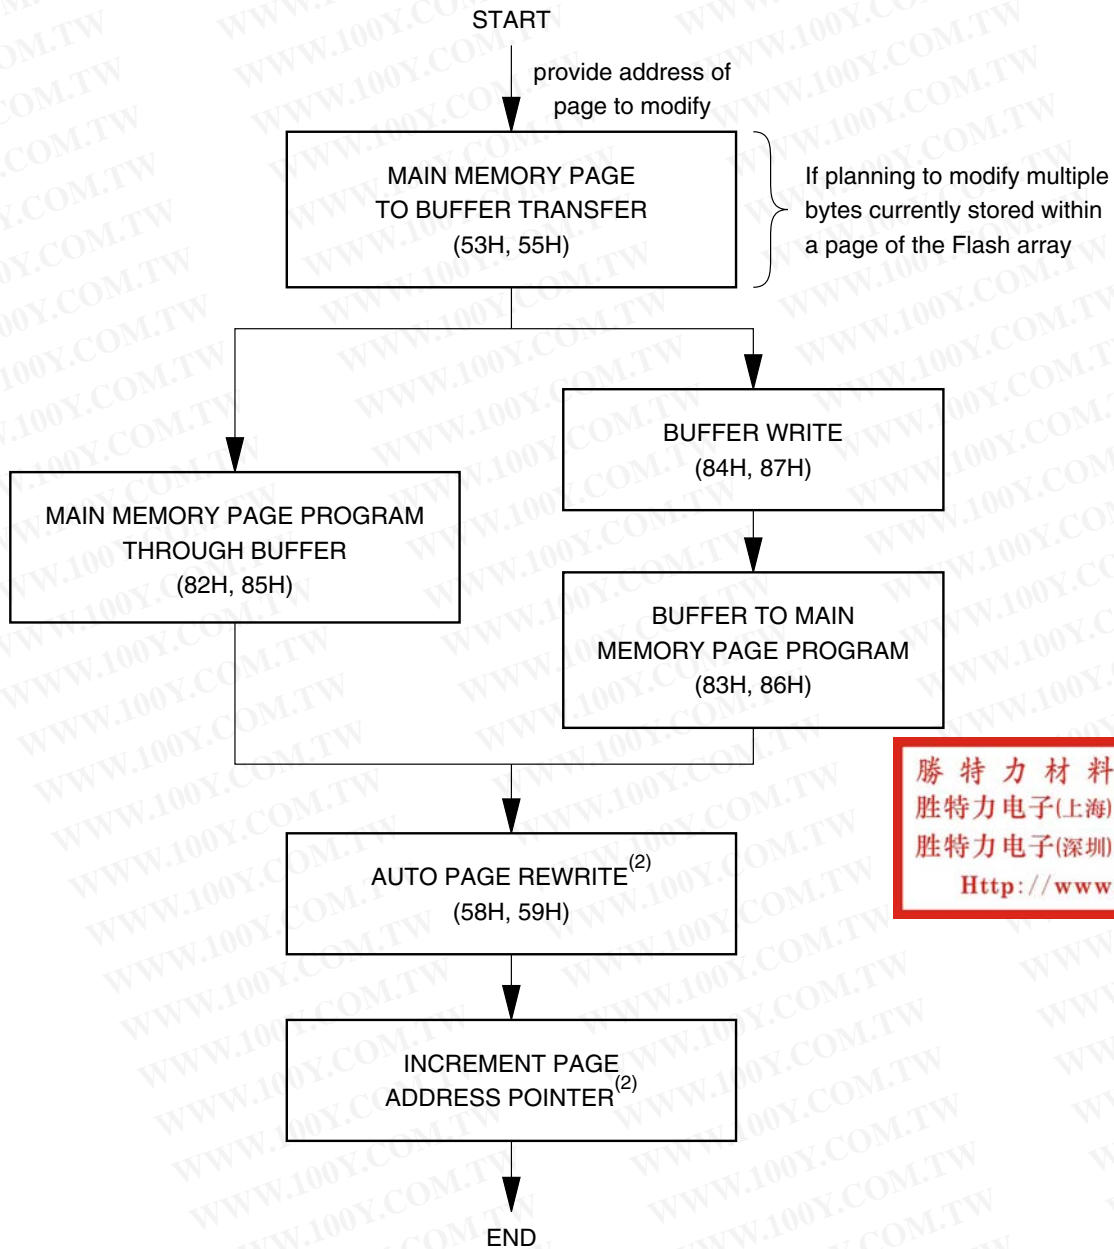 START
provide address of
page to modify
MAIN MEMORY PAGE
TO BUFFER TRANSFER
(53H, 55H)
If planning to modify multiple
bytes currently stored within
a page of the Flash array
BUFFER WRITE
(84H, 87H)
MAIN MEMORY PAGE PROGRAM
THROUGH BUFFER
(82H, 85H)
BUFFER TO MAIN
MEMORY PAGE PROGRAM
(83H, 86H)
勝特力材料
胜特力电子(上海)
胜特力电子(深圳)
Http://www
AUTO PAGE REWRITE(2)
(58H, 59H)
INCREMENT PAGE
ADDRESS POINTER(2)
END
WWW.100Y.COM.TW